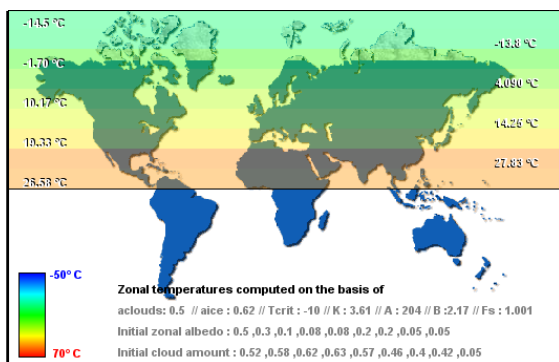 -14.5 °C
-13.8 °C
-1.70 °C
4.090 °C
10.17 °C
14.25 °C
19.33 °C
27.83 °C
26.58 °C
-50º C
70º C
Zonal temperatures computed on the basis of
aclouds: 0.5 // aice : 0.62 // Tcrit : -10 // K : 3.61 // A : 204 // B :2.17 // Fs : 1.001
Initial zonal albedo : 0.5 ,0.3 ,0.1 ,0.08 ,0.08 ,0.2 ,0.2 ,0.05 ,0.05
Initial cloud amount : 0.52 ,0.58 ,0.62 ,0.63 ,0.57 ,0.46 ,0.4 ,0.42 ,0.05